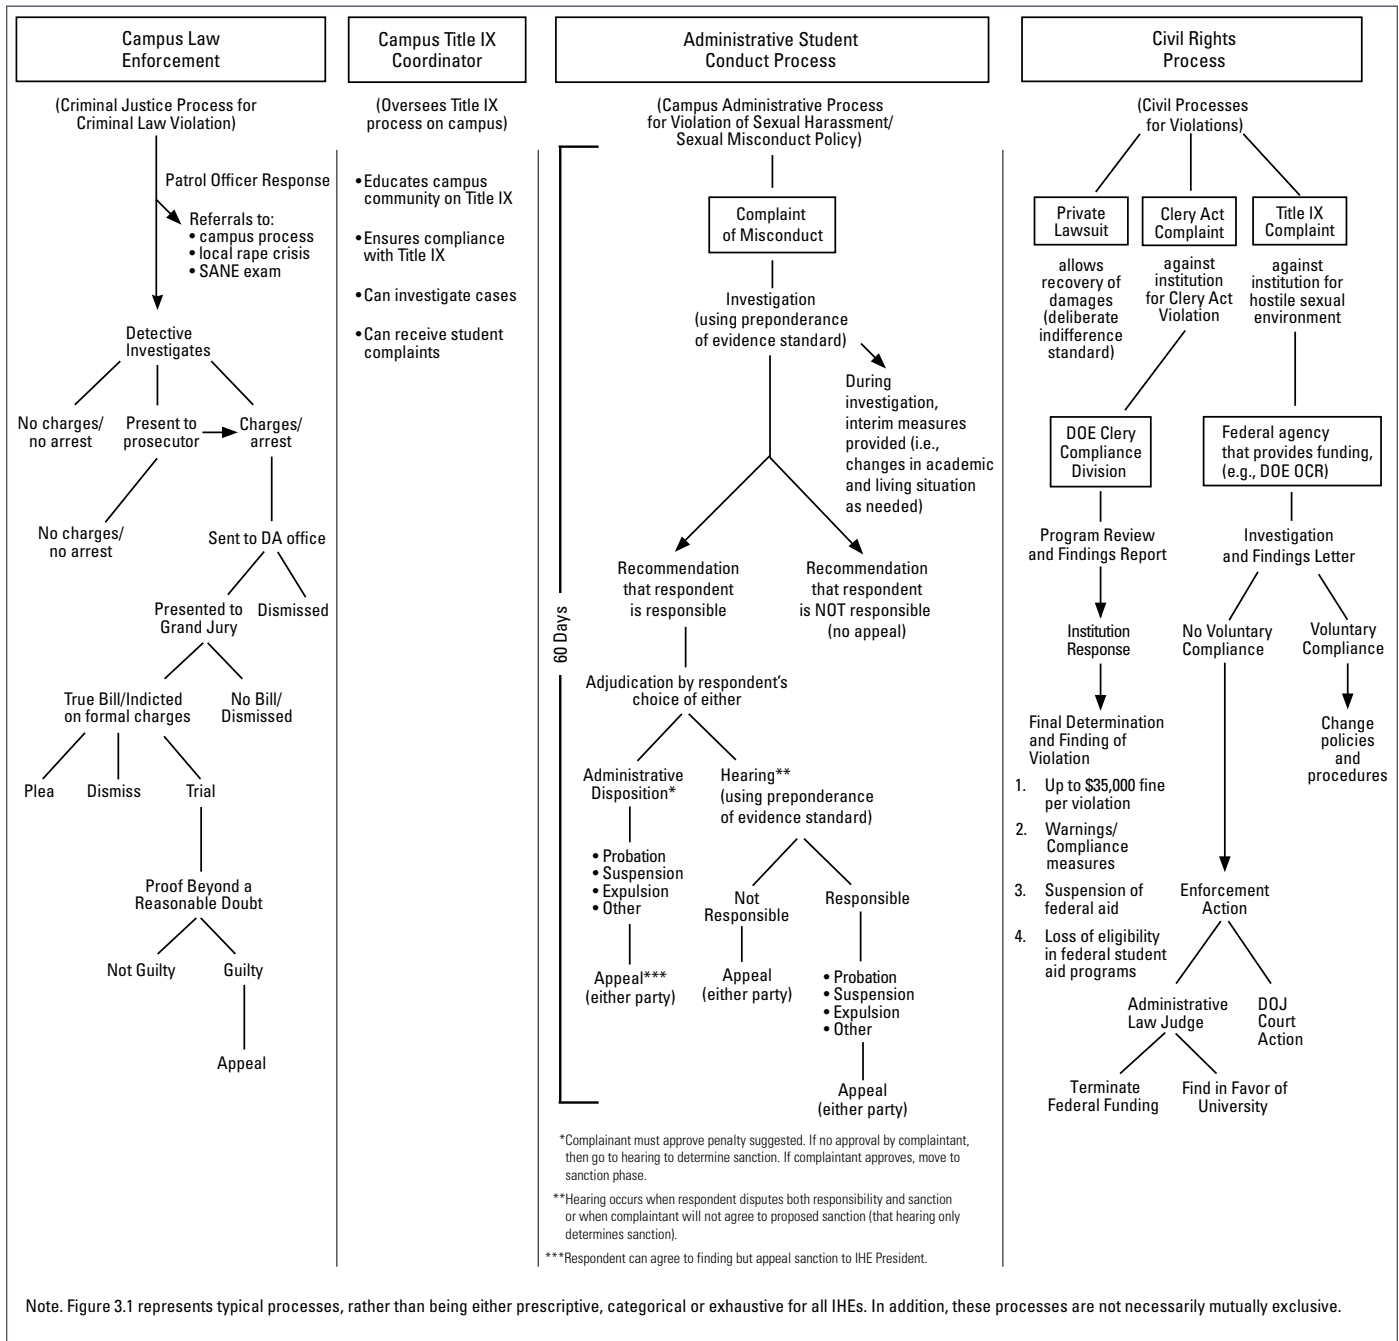 Campus Law
Enforcement
(Criminal Justice Process for
Criminal Law Violation)
Patrol Officer Response
Referrals to:
• campus process
• local rape crisis
• SANE exam
Detective
Investigates
No charges/
no arrest
Present to
prosecutor
Charges/
arrest
No charges/
no arrest
Sent to DA office
Presented to
Grand Jury
Dismissed
True Bill/Indicted
on formal charges
No Bill/
Dismissed
Plea
Dismiss
Trial
Proof Beyond a
Reasonable Doubt
Not Guilty
Guilty
Appeal
Campus Title IX
Coordinator
(Oversees Title IX
process on campus)
• Educates campus
community on Title IX
• Ensures compliance
with Title IX
• Can investigate cases
• Can receive student
complaints
Administrative Student
Conduct Process
(Campus Administrative Process
for Violation of Sexual Harassment/
Sexual Misconduct Policy)
60 Days
Complaint
of Misconduct
Investigation
(using preponderance
of evidence standard)
During
investigation,
interim measures
provided (i.e.,
changes in academic
and living situation
as needed)
Recommendation
that respondent
is responsible
Recommendation
that respondent
is NOT responsible
(no appeal)
Adjudication by respondent's
choice of either
Administrative
Disposition*
Hearing**
(using preponderance
of evidence standard)
• Probation
• Suspension
• Expulsion
• Other
Not
Responsible
Responsible
Appeal***
(either party)
Appeal
(either party)
• Probation
• Suspension
• Expulsion
• Other
Appeal
(either party)
*Complainant must approve penalty suggested. If no approval by complaintant,
then go to hearing to determine sanction. If complaintant approves, move to
sanction phase.
**Hearing occurs when respondent disputes both responsibility and sanction
or when complaintant will not agree to proposed sanction (that hearing only
determines sanction).
***Respondent can agree to finding but appeal sanction to IHE President.
Civil Rights
Process
(Civil Processes
for Violations)
Private
Lawsuit
Clery Act
Complaint
Title IX
Complaint
allows
recovery of
damages
(deliberate
indifference
standard)
against
institution
for Clery Act
Violation
against
institution for
hostile sexual
environment
DOE Clery
Compliance
Division
Federal agency
that provides funding,
(e.g., DOE OCR)
Program Review
and Findings Report
Investigation
and Findings Letter
Institution
Response
No Voluntary
Compliance
Voluntary
Compliance
Final Determination
and Finding of
Violation
Change
policies
and
procedures
1. Up to $35,000 fine
per violation
2. Warnings/
Compliance
measures
3. Suspension of
federal aid
4. Loss of eligibility
in federal student
aid programs
Enforcement
Action
Administrative
Law Judge
DOJ
Court
Action
Terminate
Federal Funding
Find in Favor of
University
Note. Figure 3.1 represents typical processes, rather than being either prescriptive, categorical or exhaustive for all IHEs. In addition, these processes are not necessarily mutually exclusive.